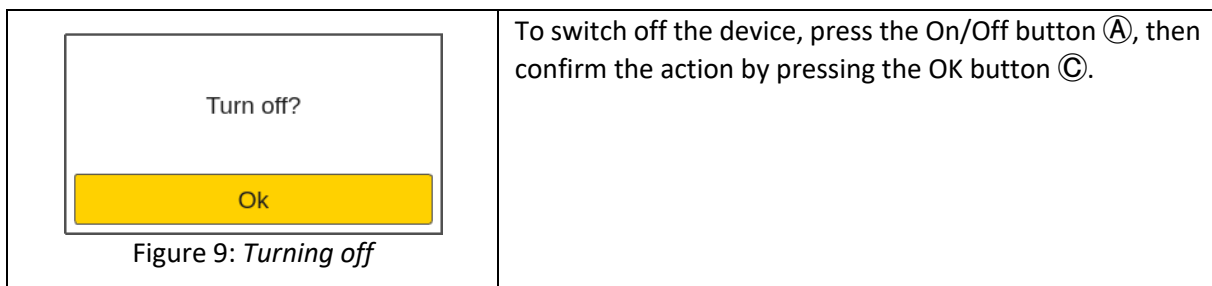 Turn off?
Ok
Figure 9: Turning off
To switch off the device, press the On/Off button Ⓐ, then
confirm the action by pressing the OK button Ⓒ.